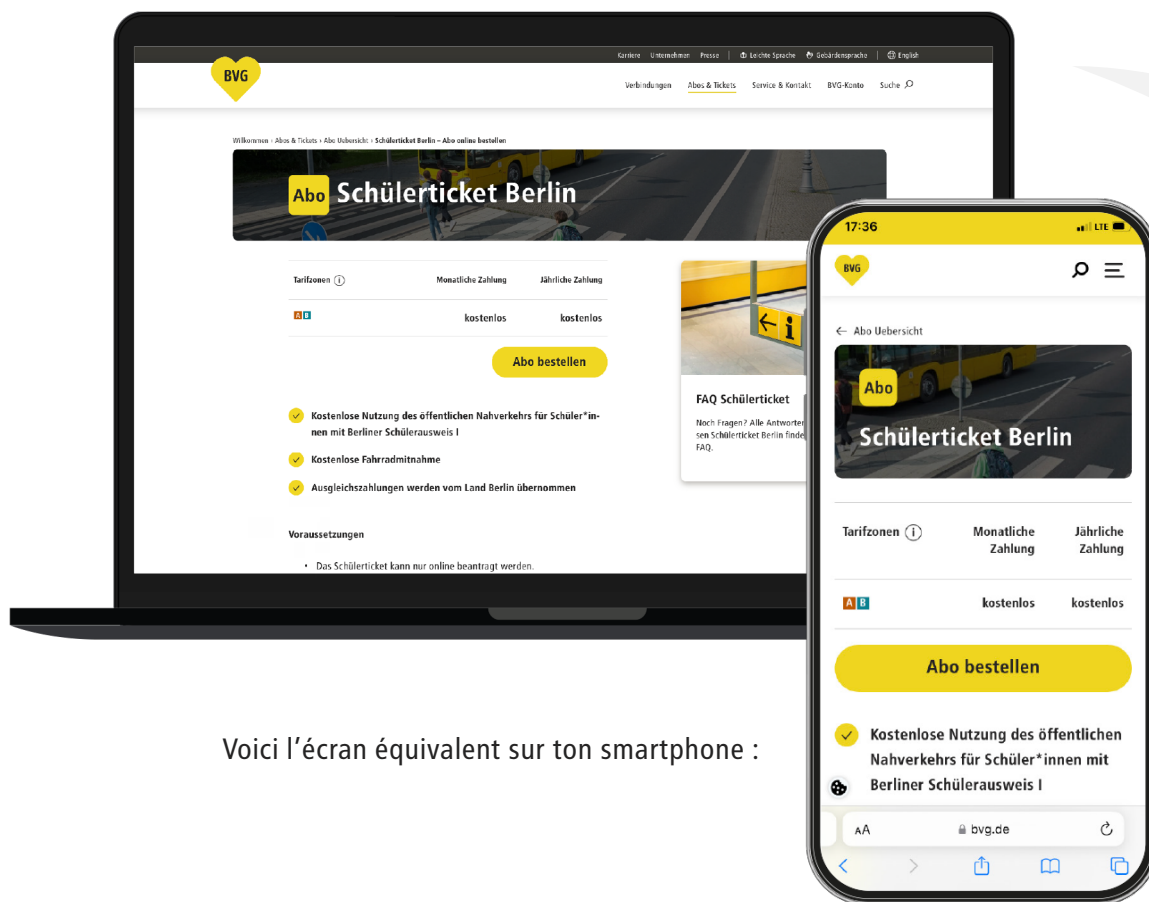 Karriere Unternehmen Presse Leichte Sprache Gebärdensprache English
BVG
Verbindungen Abos & Tickets Service & Kontakt BVG-Konto Suche
Willkommen › Abos & Tickets › Abo Uebersicht › Schülerticket Berlin – Abo online bestellen
Abo Schülerticket Berlin
Tarifzonen i Monatliche Zahlung Jährliche Zahlung
A B kostenlos kostenlos
Abo bestellen
Kostenlose Nutzung des öffentlichen Nahverkehrs für Schüler*in-
nen mit Berliner Schülerausweis I
Kostenlose Fahrradmitnahme
Ausgleichszahlungen werden vom Land Berlin übernommen
Voraussetzungen
• Das Schülerticket kann nur online beantragt werden.
i
FAQ Schülerticket
Noch Fragen? Alle Antworten
sen Schülerticket Berlin finde
FAQ.
Voici l'écran équivalent sur ton smartphone :
17:36 LTE
BVG
← Abo Uebersicht
Abo
Schülerticket Berlin
Tarifzonen i Monatliche Jährliche
Zahlung Zahlung
A B kostenlos kostenlos
Abo bestellen
Kostenlose Nutzung des öffentlichen
Nahverkehrs für Schüler*innen mit
Berliner Schülerausweis I
AA bvg.de